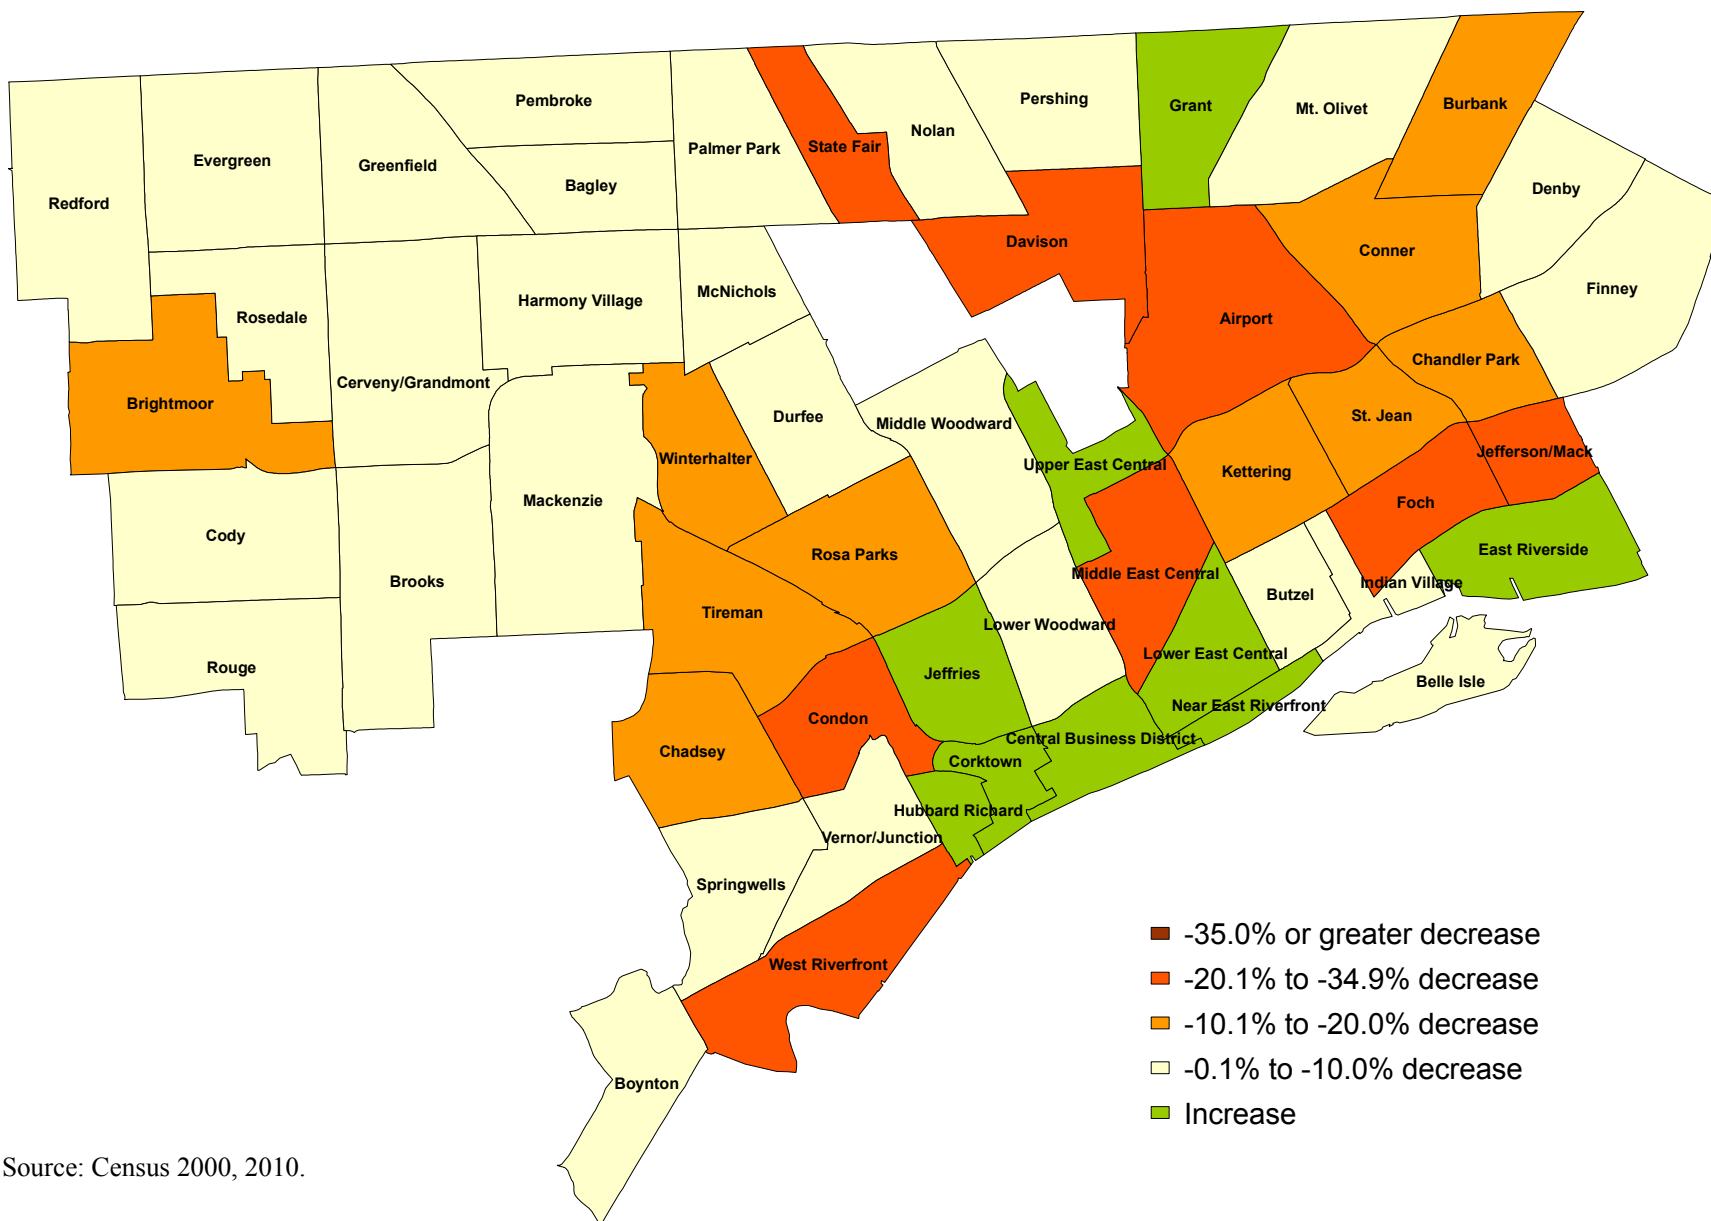 Pembroke
Pershing
Grant
Mt. Olivet
Burbank
Nolan
State Fair
Palmer Park
Evergreen
Greenfield
Bagley
Denby
Redford
Davison
Conner
Finney
McNichols
Harmony Village
Rosedale
Airport
Chandler Park
Cerveny/Grandmont
Brightmoor
Durfee
Middle Woodward
St. Jean
Jefferson/Mack
Winterhalter
Upper East Central
Kettering
Mackenzie
Foch
Cody
Rosa Parks
East Riverside
Brooks
Middle East Central
Indian Village
Butzel
Tireman
Lower Woodward
Lower East Central
Rouge
Jeffries
Belle Isle
Near East Riverfront
Condon
Central Business District
Chadsey
Corktown
Hubbard Richard
Vernor/Junction
Springwells
West Riverfront
Boynton
-35.0% or greater decrease
-20.1% to -34.9% decrease
-10.1% to -20.0% decrease
-0.1% to -10.0% decrease
Increase
Source: Census 2000, 2010.